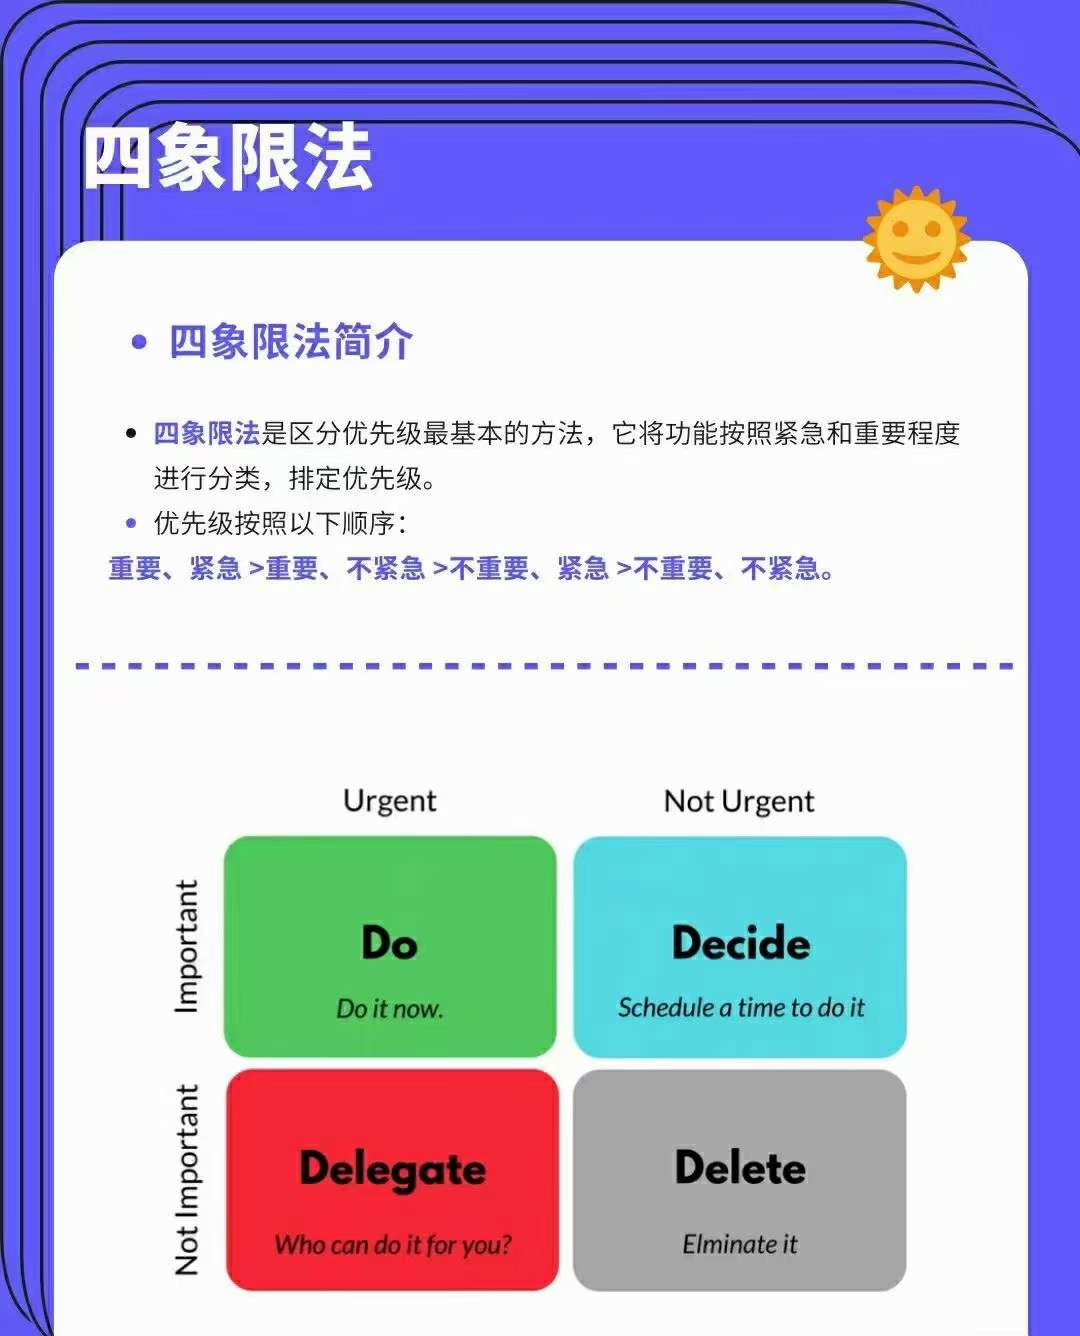 四象限法
四象限法简介
四象限法是区分优先级最基本的方法，它将功能按照紧急和重要程度
进行分类，排定优先级。
优先级按照以下顺序：
重要、紧急 >重要、不紧急 >不重要、紧急 >不重要、不紧急。
Urgent
Not Urgent
Important
Do
Do it now.
Decide
Schedule a time to do it
Not Important
Delegate
Who can do it for you?
Delete
Elminate it